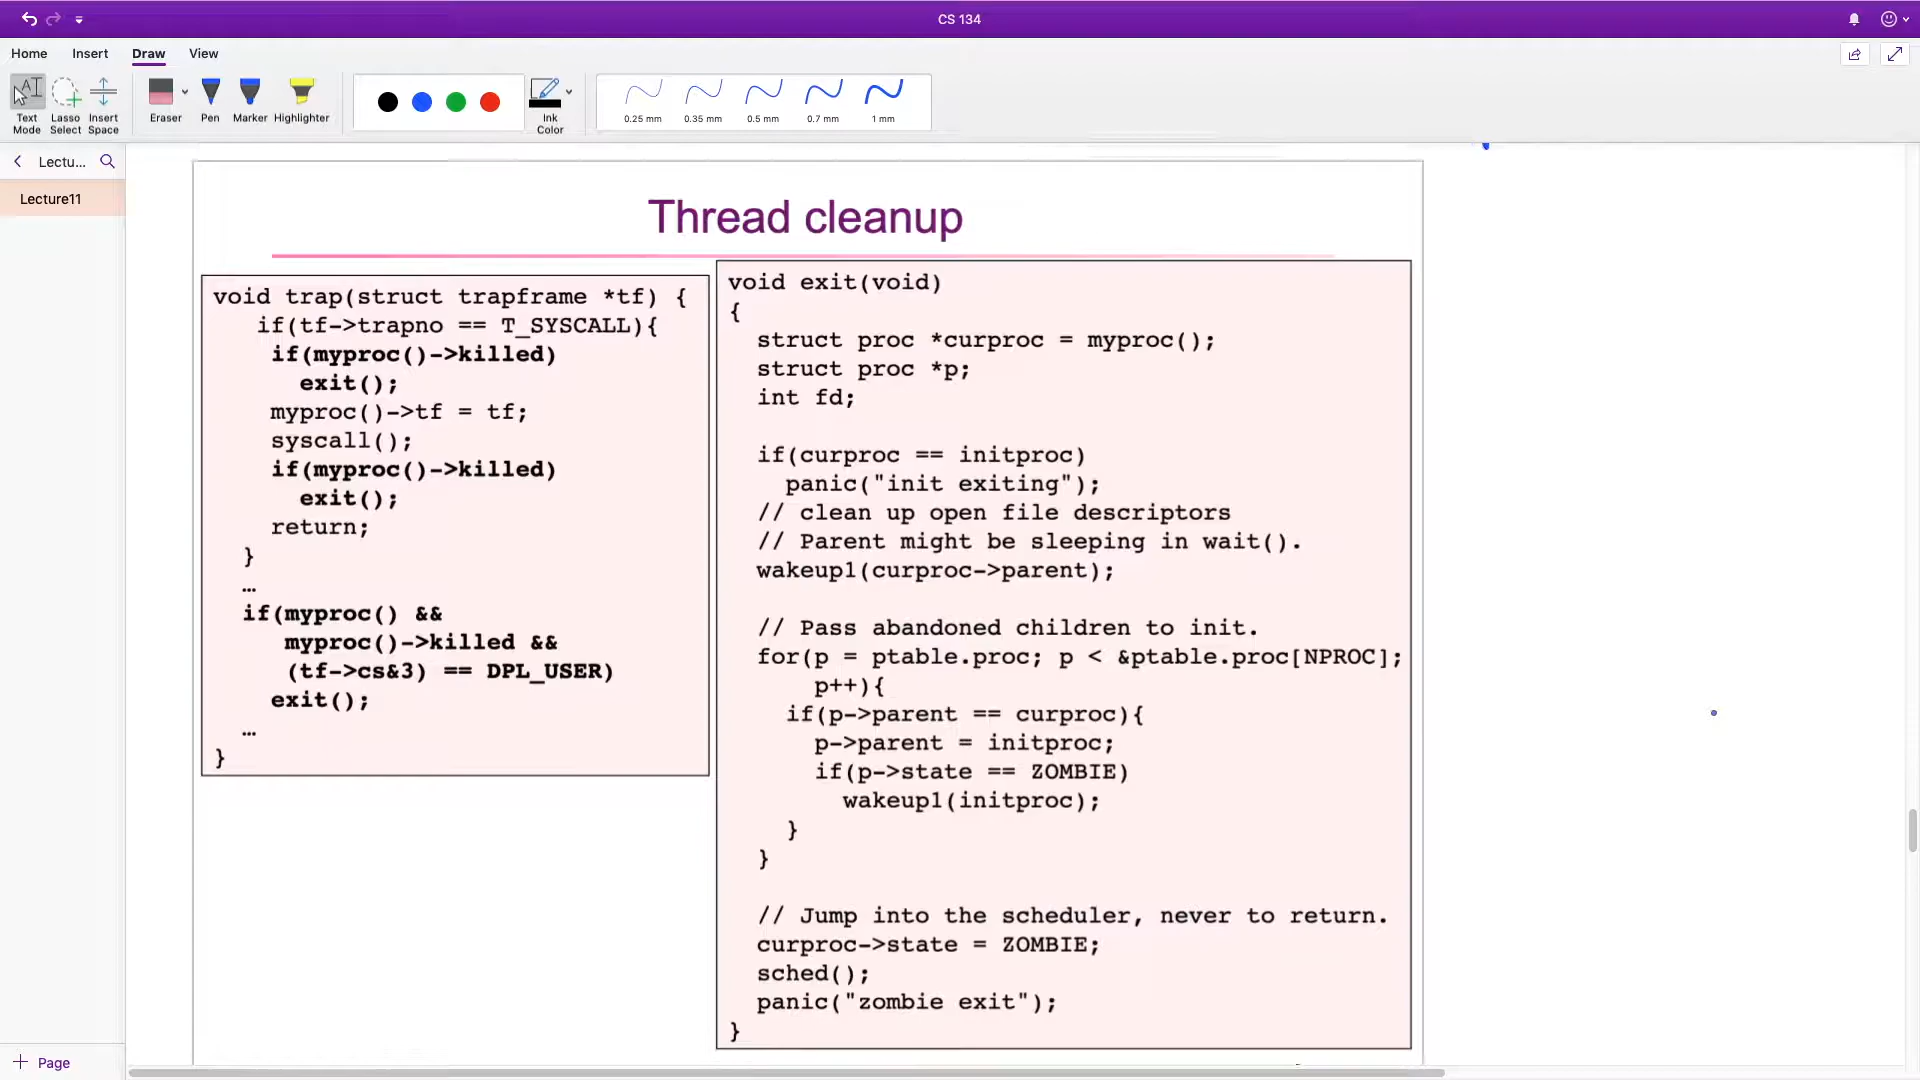 CS 134
Home Insert Draw View
Text Mode
Lasso Select
Insert Space
Eraser
Pen
Marker
Highlighter
Ink Color
0.25 mm
0.35 mm
0.5 mm
0.7 mm
1 mm
Lectu...
Lecture11
Thread cleanup
void trap(struct trapframe *tf) {
if(tf->trapno == T_SYSCALL){
if(myproc()->killed)
exit();
myproc()->tf = tf;
syscall();
if(myproc()->killed)
exit();
return;
}
…
if(myproc() &&
myproc()->killed &&
(tf->cs&3) == DPL_USER)
exit();
…
}
void exit(void)
{
struct proc *curproc = myproc();
struct proc *p;
int fd;
if(curproc == initproc)
panic("init exiting");
// clean up open file descriptors
// Parent might be sleeping in wait().
wakeup1(curproc->parent);
// Pass abandoned children to init.
for(p = ptable.proc; p < &ptable.proc[NPROC];
p++){
if(p->parent == curproc){
p->parent = initproc;
if(p->state == ZOMBIE)
wakeup1(initproc);
}
}
// Jump into the scheduler, never to return.
curproc->state = ZOMBIE;
sched();
panic("zombie exit");
}
Page